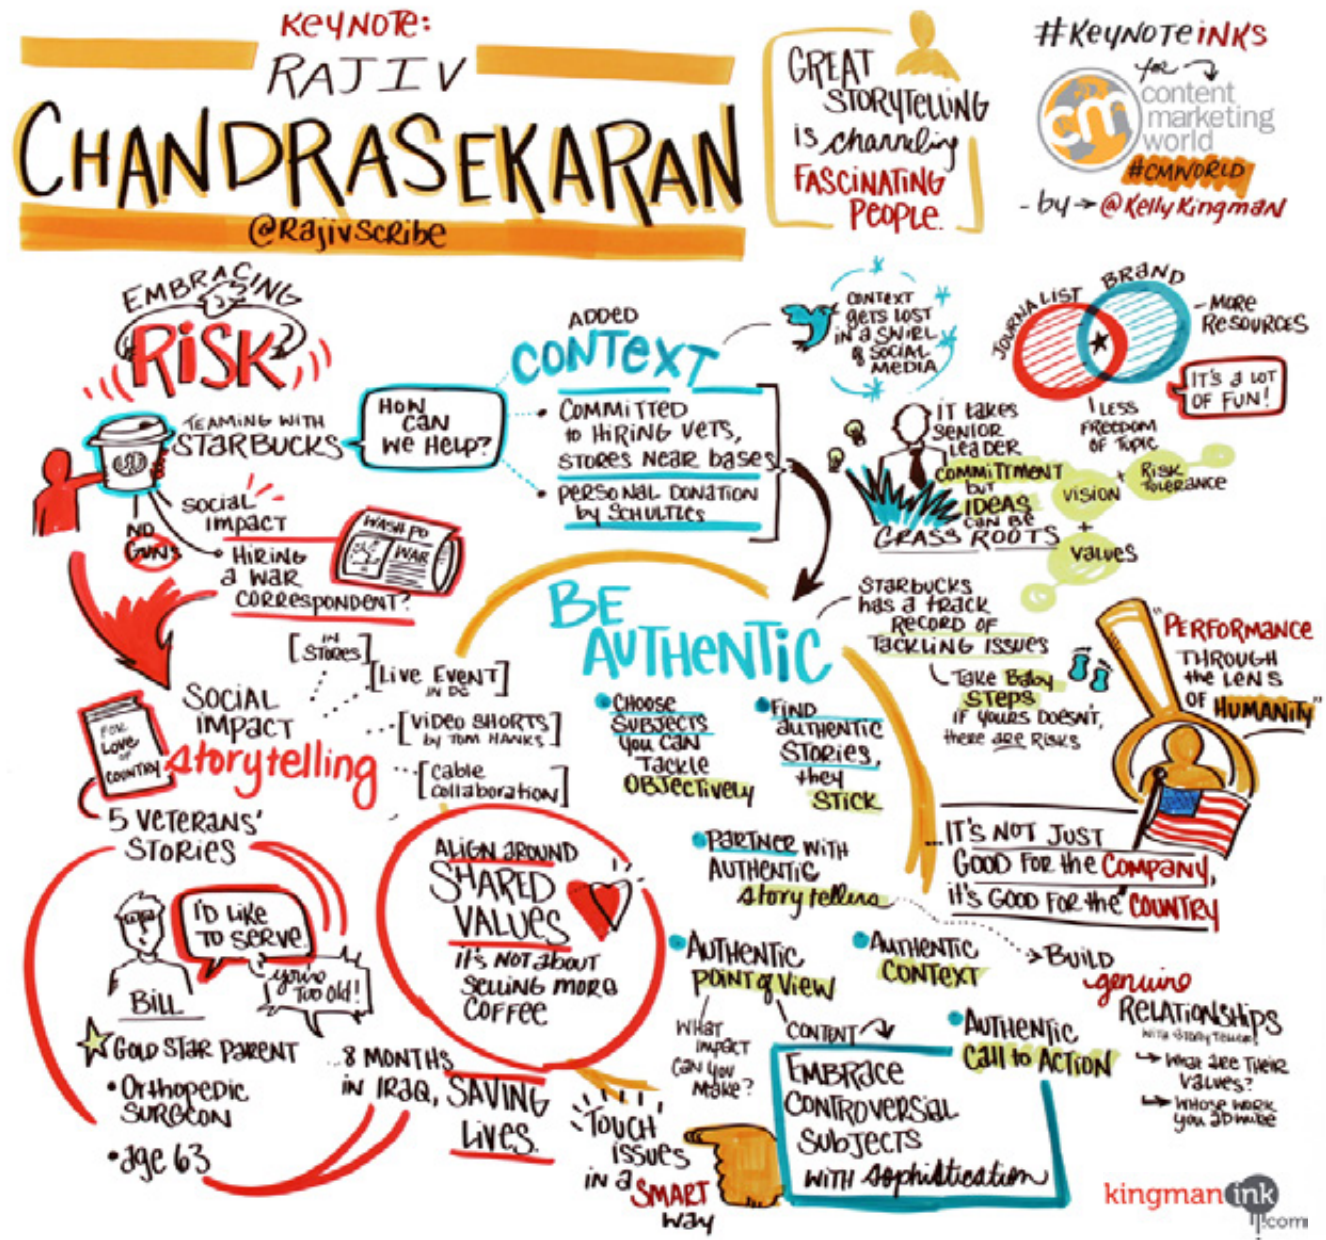 KEYNOTE:
RAJIV
CHANDRASEKARAN
@RajivScribe
GREAT
STORYTELLING
is channeling
FASCINATING
PEOPLE.
#KEYNOTEINKS
for
content
marketing
world
cm
#CMWORLD
- by → @KellyKingman
EMBRACING
RISK
TEAMING WITH
STARBUCKS
HOW
CAN
WE HELP?
SOCIAL
IMPACT
NO
GUNS
HIRING
A WAR
CORRESPONDENT?
WASH PO
WAR
ADDED
CONTEXT
• COMMITTED
to HIRING VETS,
STORES NEAR bases
• PERSONAL DONATION
by SCHULTZES
CONTEXT
GETS LOST
IN A SWIRL
of SOCIAL
MEDIA
JOURNALIST
BRAND
- MORE
RESOURCES
IT'S a LOT
OF FUN!
LESS
FREEDOM
OF TOPIC
IT takes
SENIOR
LEADER
COMMITTMENT
but
IDEAS
CAN BE
GRASS ROOTS
VISION
+
RISK
TOLERANCE
+
VALUES
BE
AUTHENTIC
STARBUCKS
has a track
RECORD OF
TACKLING ISSUES
Take Baby
STEPS
IF YOURS DOESN'T,
there are RISKS
"PERFORMANCE
THROUGH
the LENS
OF HUMANITY"
• CHOOSE
SUBJECTS
you CAN
TACKLE
OBJECTIVELY
• FIND
AUTHENTIC
STORIES,
they
STICK
• PARTNER WITH
AUTHENTIC
storytellers
• AUTHENTIC
POINT of VIEW
• AUTHENTIC
CONTEXT
• AUTHENTIC
Call to ACTION
WHAT
IMPACT
CAN YOU
MAKE?
CONTENT
EMBRACE
CONTROVERSIAL
SUBJECTS
WITH sophistication
...IT'S NOT JUST
GOOD FOR the COMPANY,
it's GOOD FOR the COUNTRY
BUILD
genuine
RELATIONSHIPS
WITH STORYTELLERS
→ What are THEIR
VALUES?
→ WHOSE WORK
you admire
[IN
STORES]
[LIVE EVENT]
IN DC
[VIDEO SHORTS
by TOM HANKS]
[cable
collaboration]
SOCIAL
IMPACT
storytelling
FOR
LOVE
OF
COUNTRY
5 VETERANS'
STORIES
I'D LIKE
TO SERVE.
you're
TOO old!
BILL
GOLD STAR PARENT
• ORthopedic
SURGEON
• age 63
..8 MONTHS
IN IRAQ, SAVING
LIVES.
ALIGN AROUND
SHARED
VALUES
it's NOT about
SELLING MORE
COFFEE
TOUCH
issues
in a SMART
way
kingman ink
.com